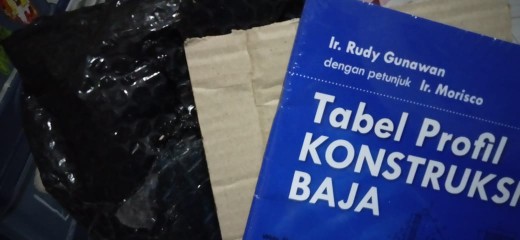 Ir. Rudy Gunawan
dengan petunjuk Ir. Morisco
Tabel Profil
KONSTRUKSI
BAJA